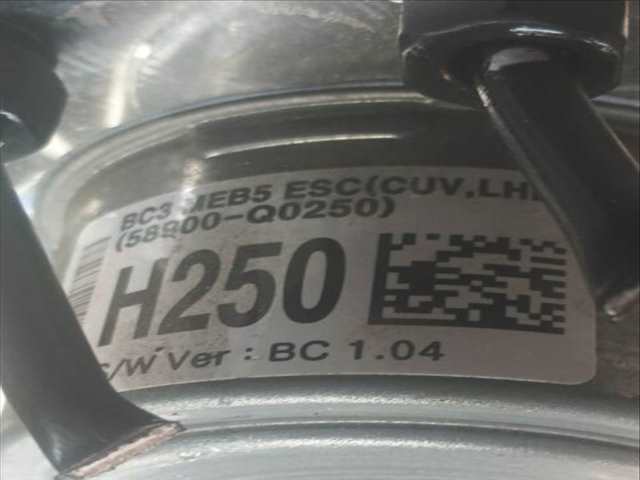 BC3 MEB5 ESC(CUV,LH
(58900-Q0250)
H250
S/W Ver : BC 1.04